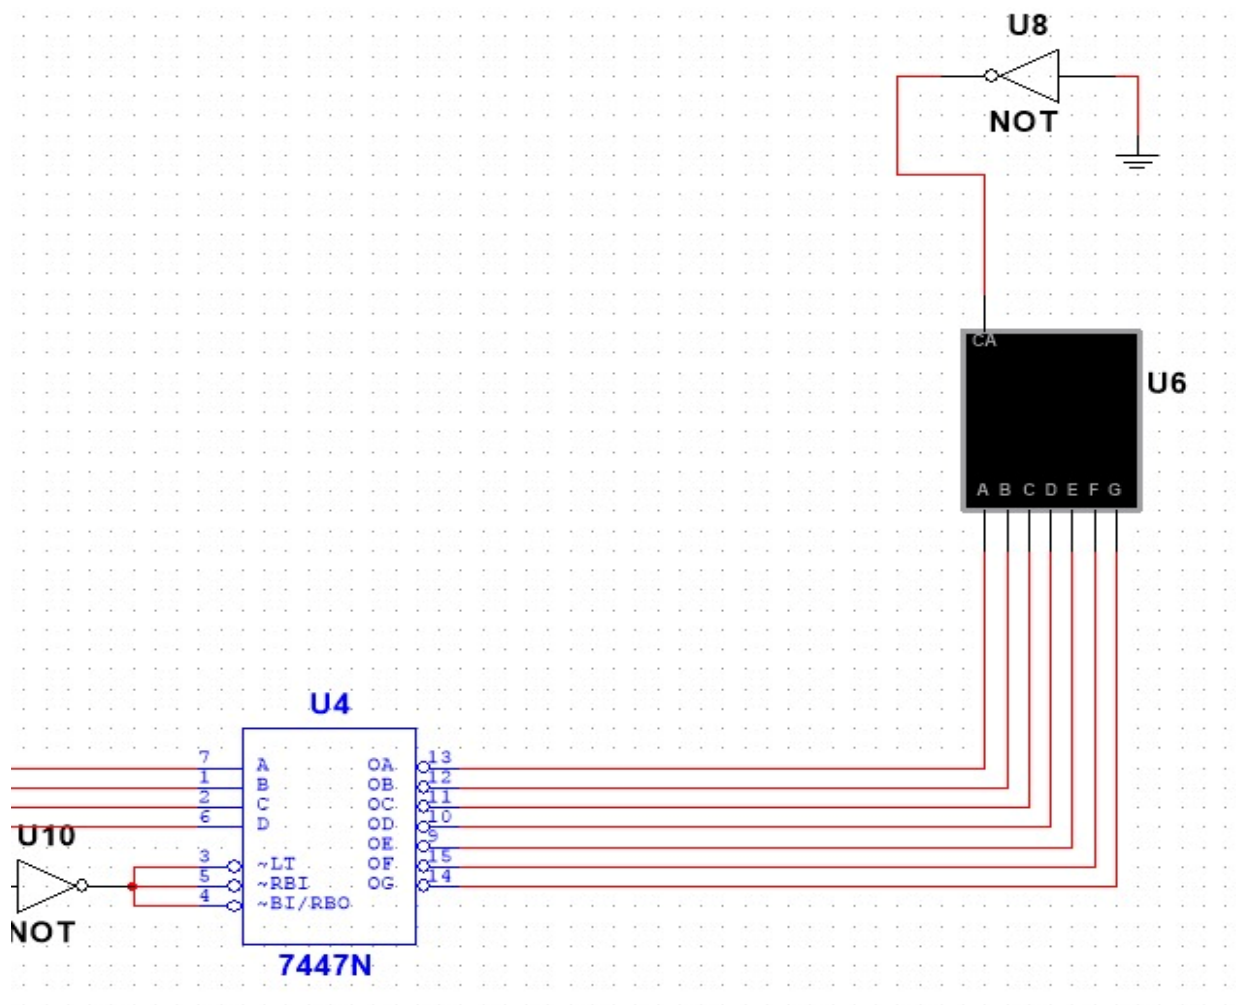 U8
NOT
CA
U6
A B C D E F G
U4
7 A OA 13
1 B OB 12
2 C OC 11
6 D OD 10
U10
OE 9
3 ~LT OF 15
5 ~RBI OG 14
4 ~BI/RBO
NOT
7447N